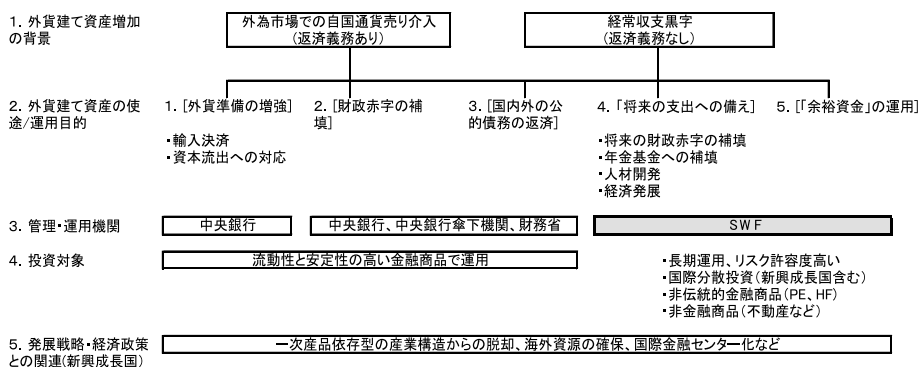 1. 外貨建て資産増加
の背景
外為市場での自国通貨売り介入
(返済義務あり)
経常収支黒字
(返済義務なし)
2. 外貨建て資産の使
途/運用目的
1. [外貨準備の増強]
・輸入決済
・資本流出への対応
2. [財政赤字の補
填]
3. [国内外の公
的債務の返済]
4. 「将来の支出への備え]
・将来の財政赤字の補填
・年金基金への補填
・人材開発
・経済発展
5. [「余裕資金」の運用]
3. 管理・運用機関
中央銀行
中央銀行、中央銀行傘下機関、財務省
SWF
4. 投資対象
流動性と安定性の高い金融商品で運用
・長期運用、リスク許容度高い
・国際分散投資(新興成長国含む)
・非伝統的金融商品(PE、HF)
・非金融商品(不動産など)
5. 発展戦略・経済政策
との関連(新興成長国)
一次産品依存型の産業構造からの脱却、海外資源の確保、国際金融センター化など